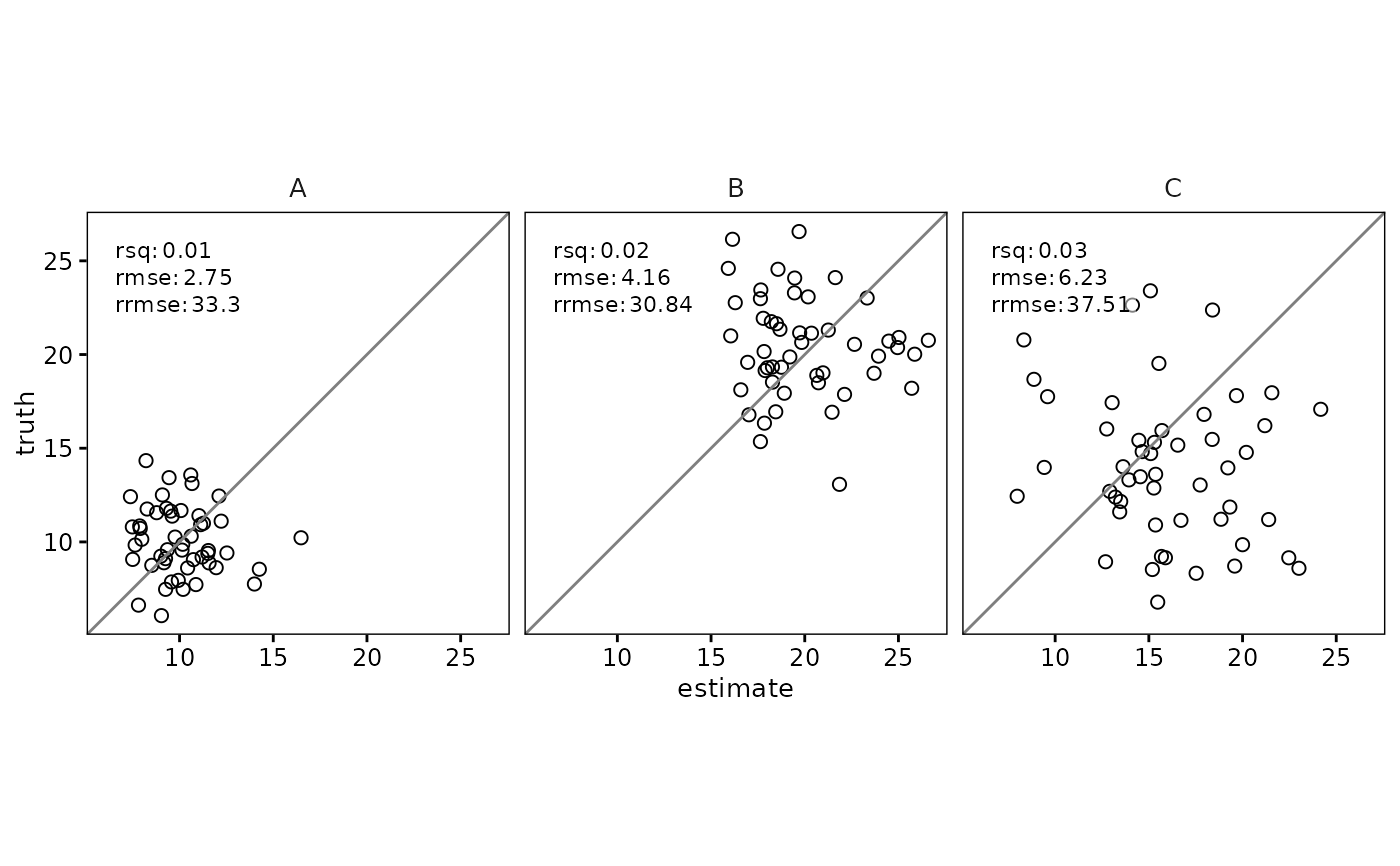 A
B
C
rsq: 0.01
rmse: 2.75
rrmse: 33.3
rsq: 0.02
rmse: 4.16
rrmse: 30.84
rsq: 0.03
rmse: 6.23
rrmse: 37.51
truth
25
20
15
10
10 15 20 25
10 15 20 25
10 15 20 25
estimate